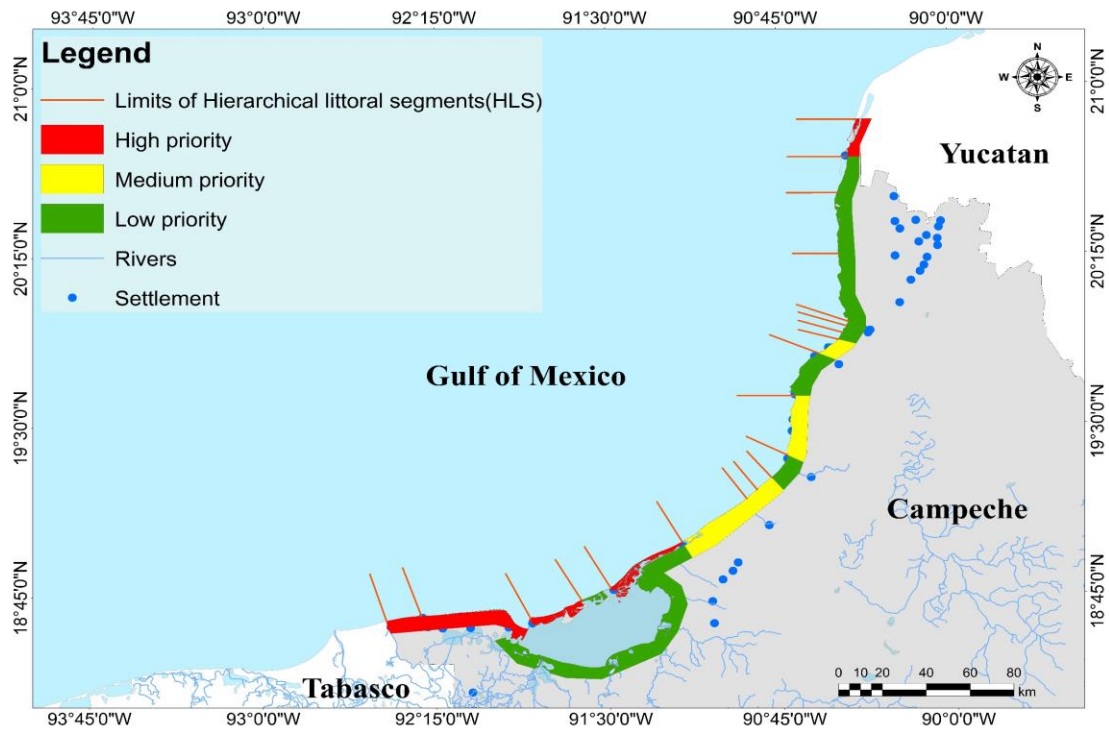 93°45'0"W 93°0'0"W 92°15'0"W 91°30'0"W 90°45'0"W 90°0'0"W
Legend
Limits of Hierarchical littoral segments(HLS)
High priority
Medium priority
Low priority
Rivers
Settlement
N
W E
S
21°0'0"N 21°0'0"N
Yucatan
20°15'0"N 20°15'0"N
Gulf of Mexico
19°30'0"N 19°30'0"N
Campeche
18°45'0"N 18°45'0"N
Tabasco
0 10 20 40 60 80
km
93°45'0"W 93°0'0"W 92°15'0"W 91°30'0"W 90°45'0"W 90°0'0"W